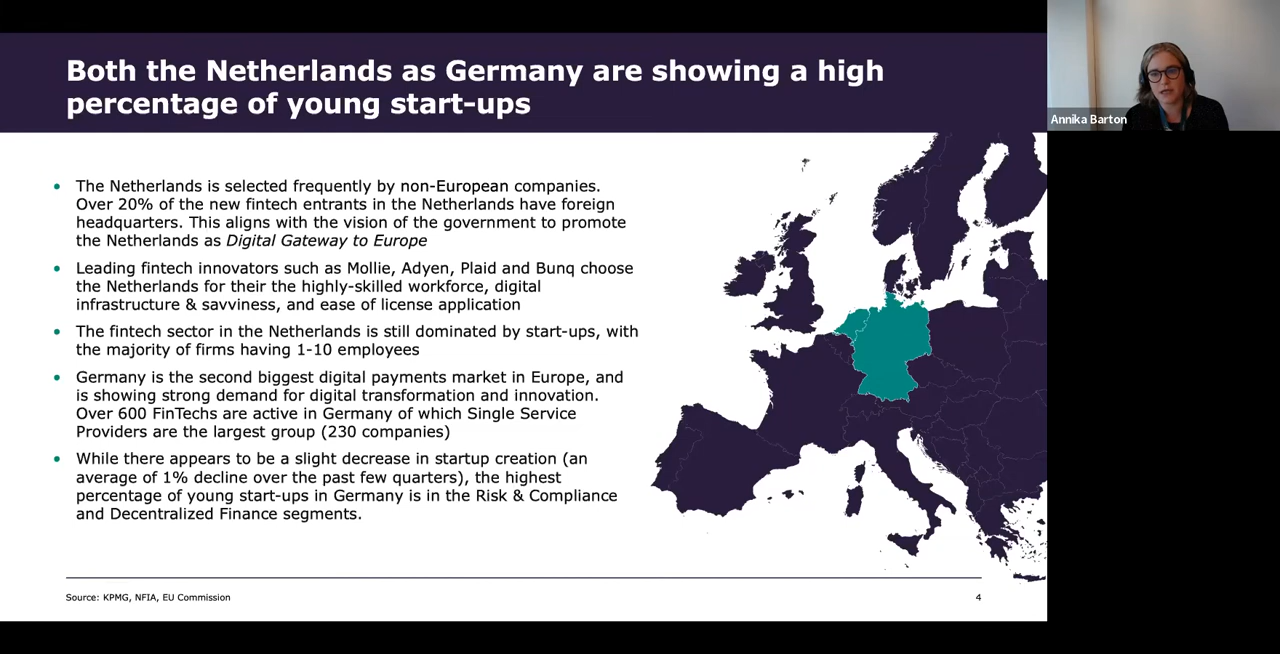 Both the Netherlands as Germany are showing a high
percentage of young start-ups
Annika Barton
• The Netherlands is selected frequently by non-European companies.
Over 20% of the new fintech entrants in the Netherlands have foreign
headquarters. This aligns with the vision of the government to promote
the Netherlands as Digital Gateway to Europe
• Leading fintech innovators such as Mollie, Adyen, Plaid and Bunq choose
the Netherlands for their the highly-skilled workforce, digital
infrastructure & savviness, and ease of license application
• The fintech sector in the Netherlands is still dominated by start-ups, with
the majority of firms having 1-10 employees
• Germany is the second biggest digital payments market in Europe, and
is showing strong demand for digital transformation and innovation.
Over 600 FinTechs are active in Germany of which Single Service
Providers are the largest group (230 companies)
• While there appears to be a slight decrease in startup creation (an
average of 1% decline over the past few quarters), the highest
percentage of young start-ups in Germany is in the Risk & Compliance
and Decentralized Finance segments.
Source: KPMG, NFIA, EU Commission
4